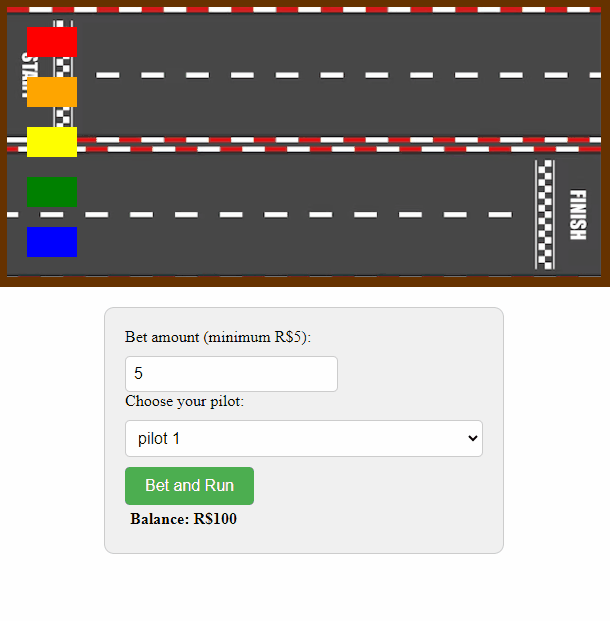 START
FINISH
Bet amount (minimum R$5):
5
Choose your pilot:
pilot 1
Bet and Run
Balance: R$100